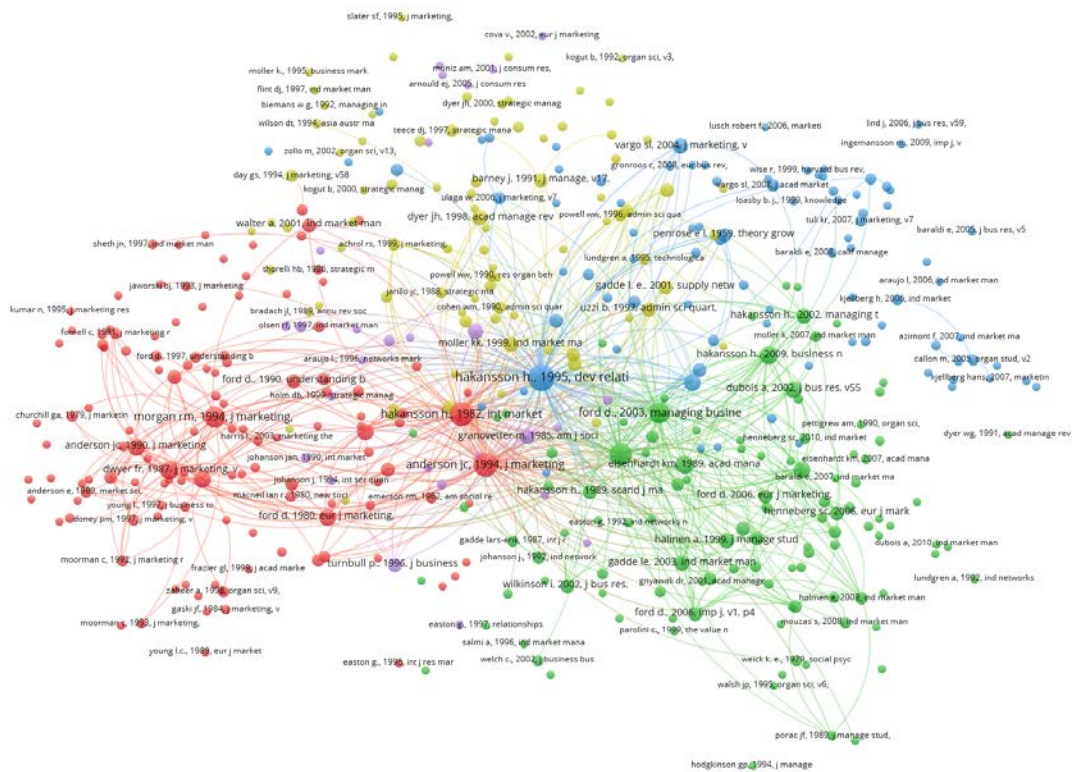 slater sf, 1995, j marketing,
cova v., 2002, eur j marketing
kogut b, 1992, organ sci, v3,
moller k., 1995, business mark
muniz am, 2001, j consum res,
flint dj, 1997, ind market man
arnould ej, 2005, j consum res
biemans w g, 1992, managing in
dyer jh, 2000, strategic manag
wilson dt, 1994, asia austr ma
teece dj, 1997, strategic mana
lusch robert f., 2006, marketi
lind j, 2006, j bus res, v59,
zollo m, 2002, organ sci, v13,
vargo sl, 2004, j marketing, v
ingemansson m., 2009, imp j, v
day gs, 1994, j marketing, v58
barney j, 1991, j manage, v17.
gronroos c, 2008, eur bus rev,
wise r, 1999, harvard bus rev,
kogut b, 2000, strategic manag
ulaga w, 2006, j marketing, v7
vargo sl, 2008, j acad market
loasby b. j., 1999, knowledge
walter a. 2001, ind market man
dyer jh, 1998, acad manage rev
powell ww, 1996, admin sci qua
tuli kr, 2007, j marketing, v7
penrose e t, 1959, theory grow
baraldi e, 2005, j bus res, v5
sheth jn, 1997, ind market man
achrol rs, 1999, j marketing,
lundgren a, 1995, technologica
baraldi e, 2008, calif manage
thorelli hb, 1986, strategic m
powell ww, 1990, res organ beh
jaworski bj, 1993, j marketing
jarillo jc, 1988, strategic ma
gadde l. e., 2001, supply netw
araujo l, 2006, ind market man
cohen wm, 1990, admin sci quar
kumar n, 1995, j marketing res
bradach jl, 1989, annu rev soc
uzzi b, 1997, admin sci quart,
kjellberg h, 2006, ind market
hakansson h., 2002, managing t
fornell c, 1981, j marketing r
olsen rf, 1997, ind market man
moller k, 2007, ind market man
azimont f, 2007, ind market ma
araujo l., 1996, networks mark
moller kk, 1999, ind market ma
ford d., 1997, understanding b
hakansson h., 2009, business n
callon m, 2005, organ stud, v2
ford d., 1990, understanding b
hakansson h., 1995, dev relati
kjellberg hans, 2007, marketin
holm db, 1999, strategic manag
dubois a, 2002, j bus res, v55
churchill ga, 1979, j marketin
morgan rm, 1994, j marketing,
hakansson h., 1982, int market
ford d., 2003, managing busine
pettigrew am, 1990, organ sci,
harris l., 2003, marketing the
granovetter m, 1985, am j soci
henneberg sc, 2010, ind market
dyer wg, 1991, acad manage rev
anderson jc, 1990, j marketing
johanson jan, 1990, int market
eisenhardt km, 2007, acad mana
anderson jc, 1994, j marketing
eisenhardt km, 1989, acad mana
dwyer fr, 1987, j marketing, v
baraldi e, 2007, ind market ma
johanson j, 1994, int ser quan
anderson e, 1989, market sci,
macneil ian r., 1980, new soci
emerson rm, 1962, am social re
hakansson h., 1989, scand j ma
ford d., 2006, eur j marketing,
young l., 1997, j business to
henneberg sc, 2006, eur j mark
doney pm, 1997, j marketing, v
ford d, 1980, eur j marketing,
easton g, 1992, ind networks n
halinen a, 1999, j manage stud
gadde lars-erik, 1987, int j c
dubois a, 2010, ind market man
moorman c, 1992, j marketing r
johanson j, 1992, ind network
frazier gl, 1999, j acad marke
turnbull p., 1996, j business
gadde le. 2003, ind market man
lundgren a, 1992, ind networks
zaheer a, 1998, organ sci, v9,
wilkinson i, 2002, j bus res,
gnyawali dr, 2001, acad manage
holmen e, 2003, ind market man
gaski jf, 1984, j marketing, v
ford d., 2006, imp j, v1, p4
moorman c, 1993, j marketing,
easton g, 1997, relationships
parolini c., 1999, the value n
mouzas s, 2008, ind market man
salmi a, 1996, ind market mana
young l.c., 1989, eur j market
easton g., 1996, int j res mar
welch c, 2002, j business bus
weick k. e., 1979, social psyc
walsh jp, 1995, organ sci, v6,
porac jf, 1989, j manage stud,
hodgkinson gp, 1994, j manage